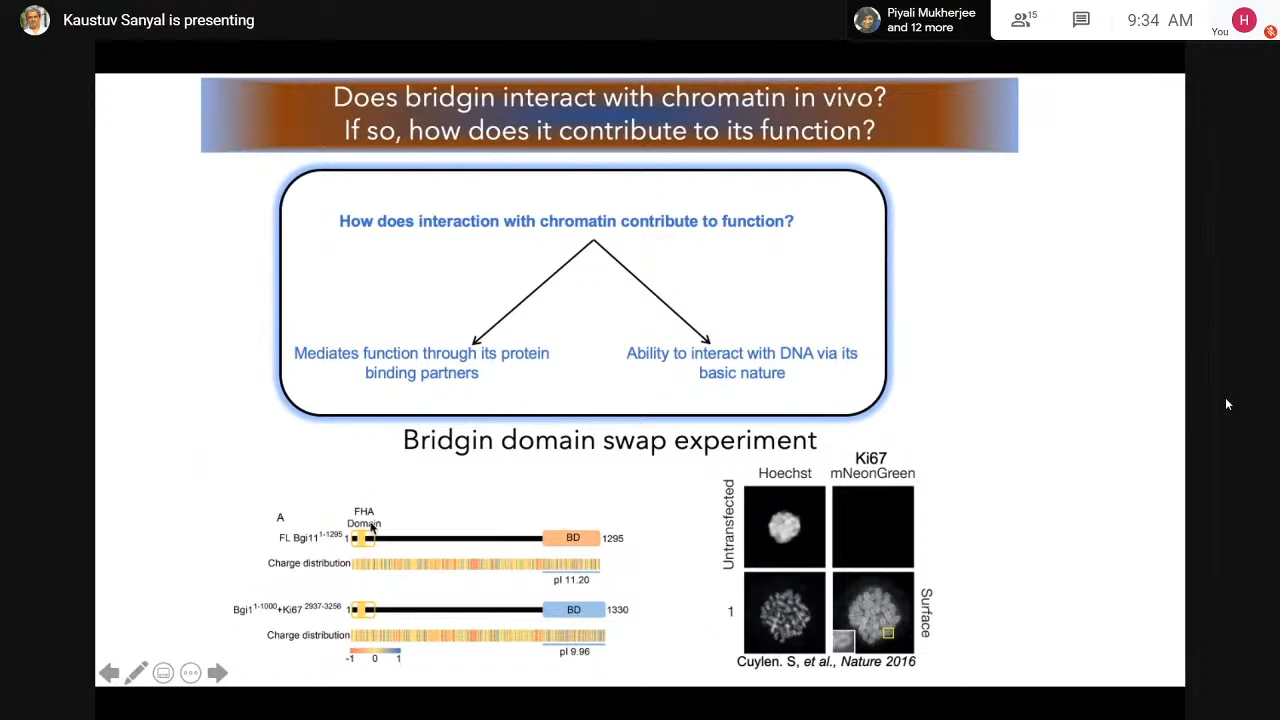 Kaustuv Sanyal is presenting
Piyali Mukherjee
and 12 more
15
9:34 AM
You
H
Does bridgin interact with chromatin in vivo?
If so, how does it contribute to its function?
How does interaction with chromatin contribute to function?
Mediates function through its protein
binding partners
Ability to interact with DNA via its
basic nature
Bridgin domain swap experiment
A
FHA
Domain
FL Bgi11 1-1295 1
BD
1295
Charge distribution
pI 11.20
Bgi1 1-1000+Ki67 2937-3256 1
BD
1330
Charge distribution
-1 0 1
pI 9.96
Ki67
Hoechst mNeonGreen
Untransfected
1
Surface
Cuylen. S, et al., Nature 2016